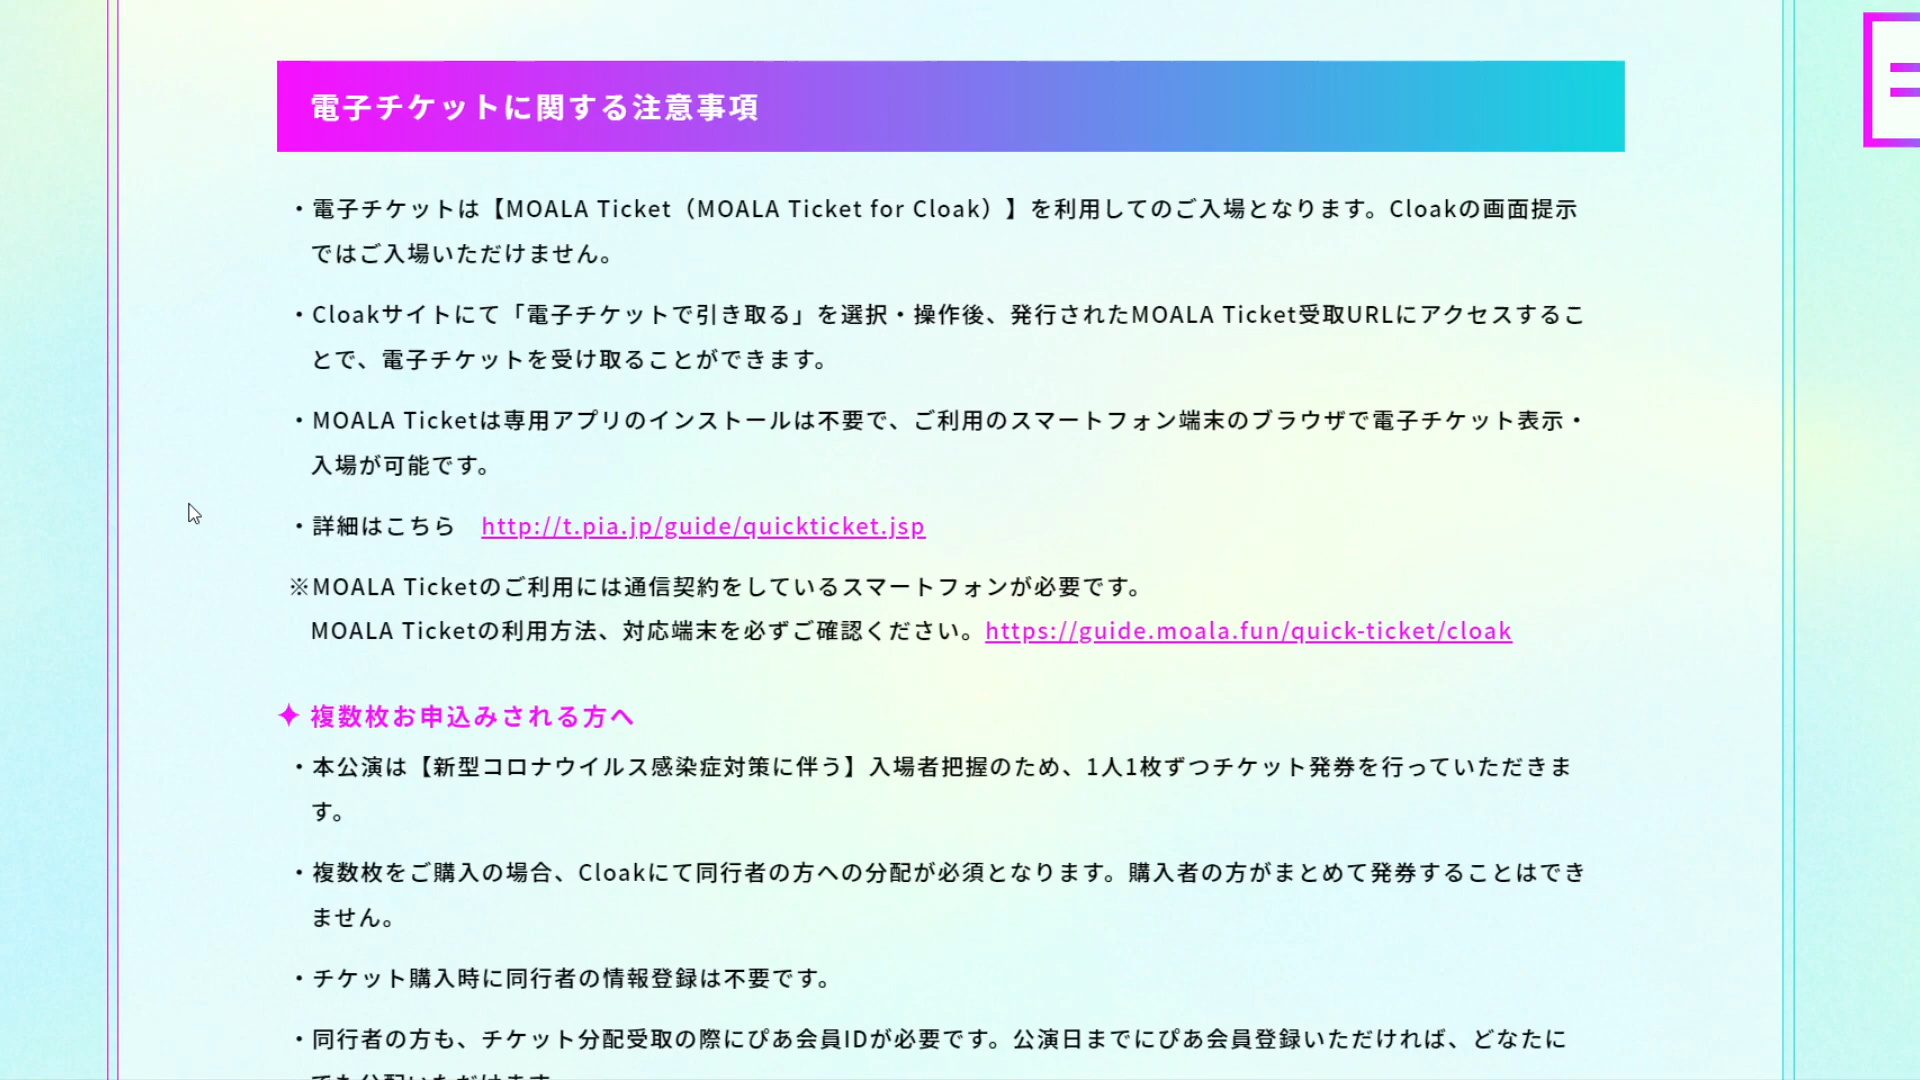 電子チケットに関する注意事項
・電子チケットは【MOALA Ticket（MOALA Ticket for Cloak）】を利用してのご入場となります。Cloakの画面提示
ではご入場いただけません。
・Cloakサイトにて「電子チケットで引き取る」を選択・操作後、発行されたMOALA Ticket受取URLにアクセスするこ
とで、電子チケットを受け取ることができます。
・MOALA Ticketは専用アプリのインストールは不要で、ご利用のスマートフォン端末のブラウザで電子チケット表示・
入場が可能です。
・詳細はこちら　http://t.pia.jp/guide/quickticket.jsp
※MOALA Ticketのご利用には通信契約をしているスマートフォンが必要です。
MOALA Ticketの利用方法、対応端末を必ずご確認ください。https://guide.moala.fun/quick-ticket/cloak
✦ 複数枚お申込みされる方へ
・本公演は【新型コロナウイルス感染症対策に伴う】入場者把握のため、1人1枚ずつチケット発券を行っていただきま
す。
・複数枚をご購入の場合、Cloakにて同行者の方への分配が必須となります。購入者の方がまとめて発券することはでき
ません。
・チケット購入時に同行者の情報登録は不要です。
・同行者の方も、チケット分配受取の際にぴあ会員IDが必要です。公演日までにぴあ会員登録いただければ、どなたに
でも分配いただけます。